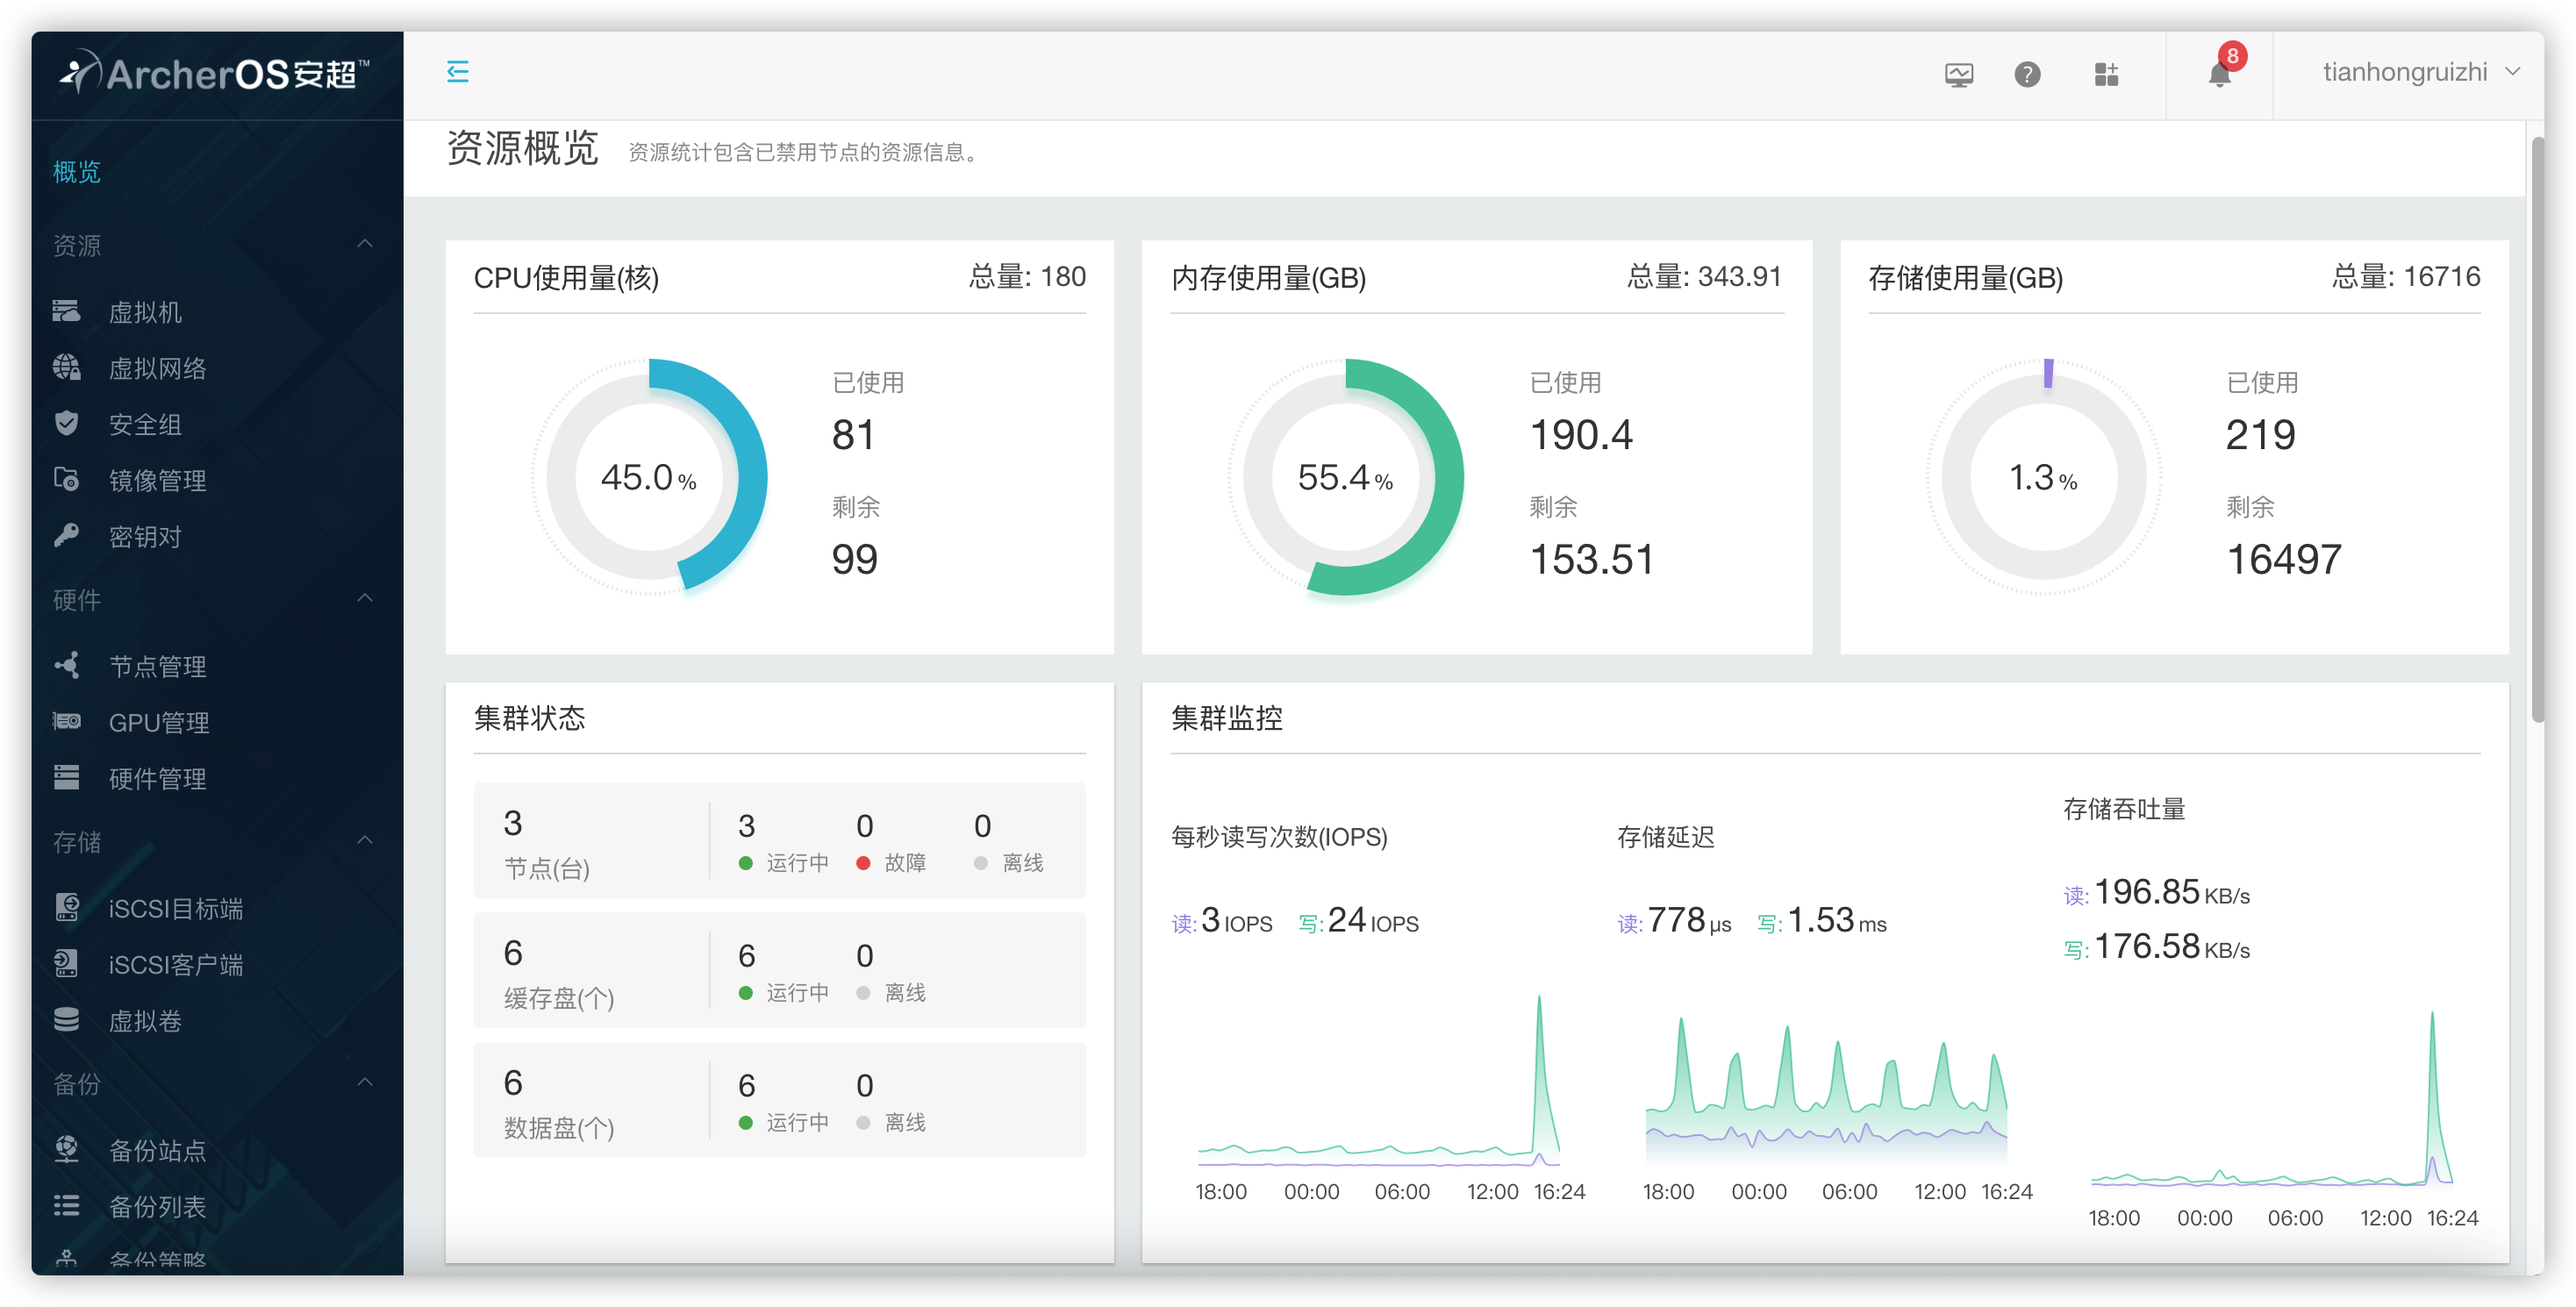 ArcherOS安超™
8
tianhongruizhi
概览
资源
虚拟机
虚拟网络
安全组
镜像管理
密钥对
硬件
节点管理
GPU管理
硬件管理
存储
iSCSI目标端
iSCSI客户端
虚拟卷
备份
备份站点
备份列表
备份策略
资源概览 资源统计包含已禁用节点的资源信息。
CPU使用量(核) 总量: 180
45.0 %
已使用
81
剩余
99
内存使用量(GB) 总量: 343.91
55.4 %
已使用
190.4
剩余
153.51
存储使用量(GB) 总量: 16716
1.3 %
已使用
219
剩余
16497
集群状态
3 3 0 0
节点(台) 运行中 故障 离线
6 6 0
缓存盘(个) 运行中 离线
6 6 0
数据盘(个) 运行中 离线
集群监控
每秒读写次数(IOPS)
读: 3 IOPS 写: 24 IOPS
18:00 00:00 06:00 12:00 16:24
存储延迟
读: 778 μs 写: 1.53 ms
18:00 00:00 06:00 12:00 16:24
存储吞吐量
读: 196.85 KB/s
写: 176.58 KB/s
18:00 00:00 06:00 12:00 16:24